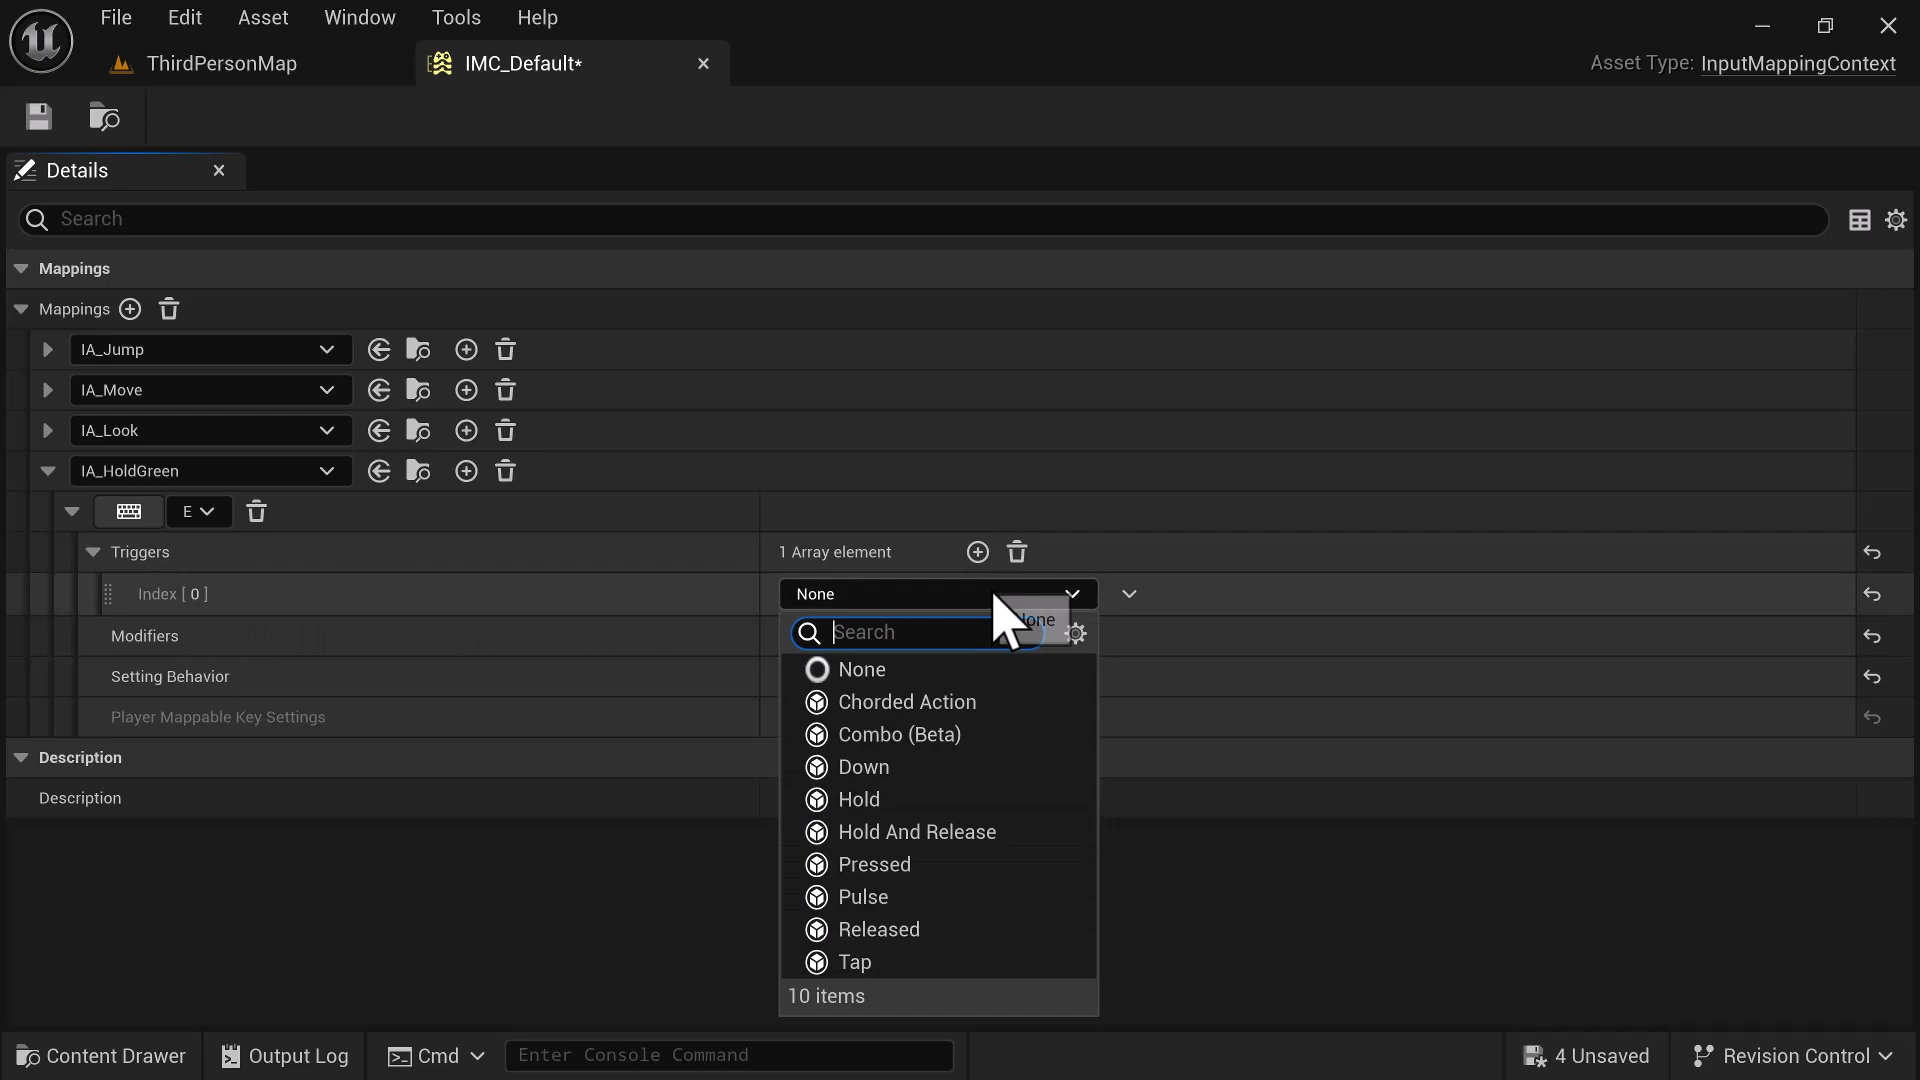 File Edit Asset Window Tools Help
ThirdPersonMap IMC_Default* Asset Type: InputMappingContext
Details
Search
Mappings
Mappings
IA_Jump
IA_Move
IA_Look
IA_HoldGreen
E
Triggers 1 Array element
Index [ 0 ] None
Search
Modifiers
None
Setting Behavior
Chorded Action
Player Mappable Key Settings
Combo (Beta)
Description
Down
Description
Hold
Hold And Release
Pressed
Pulse
Released
Tap
10 items
Content Drawer Output Log Cmd Enter Console Command 4 Unsaved Revision Control